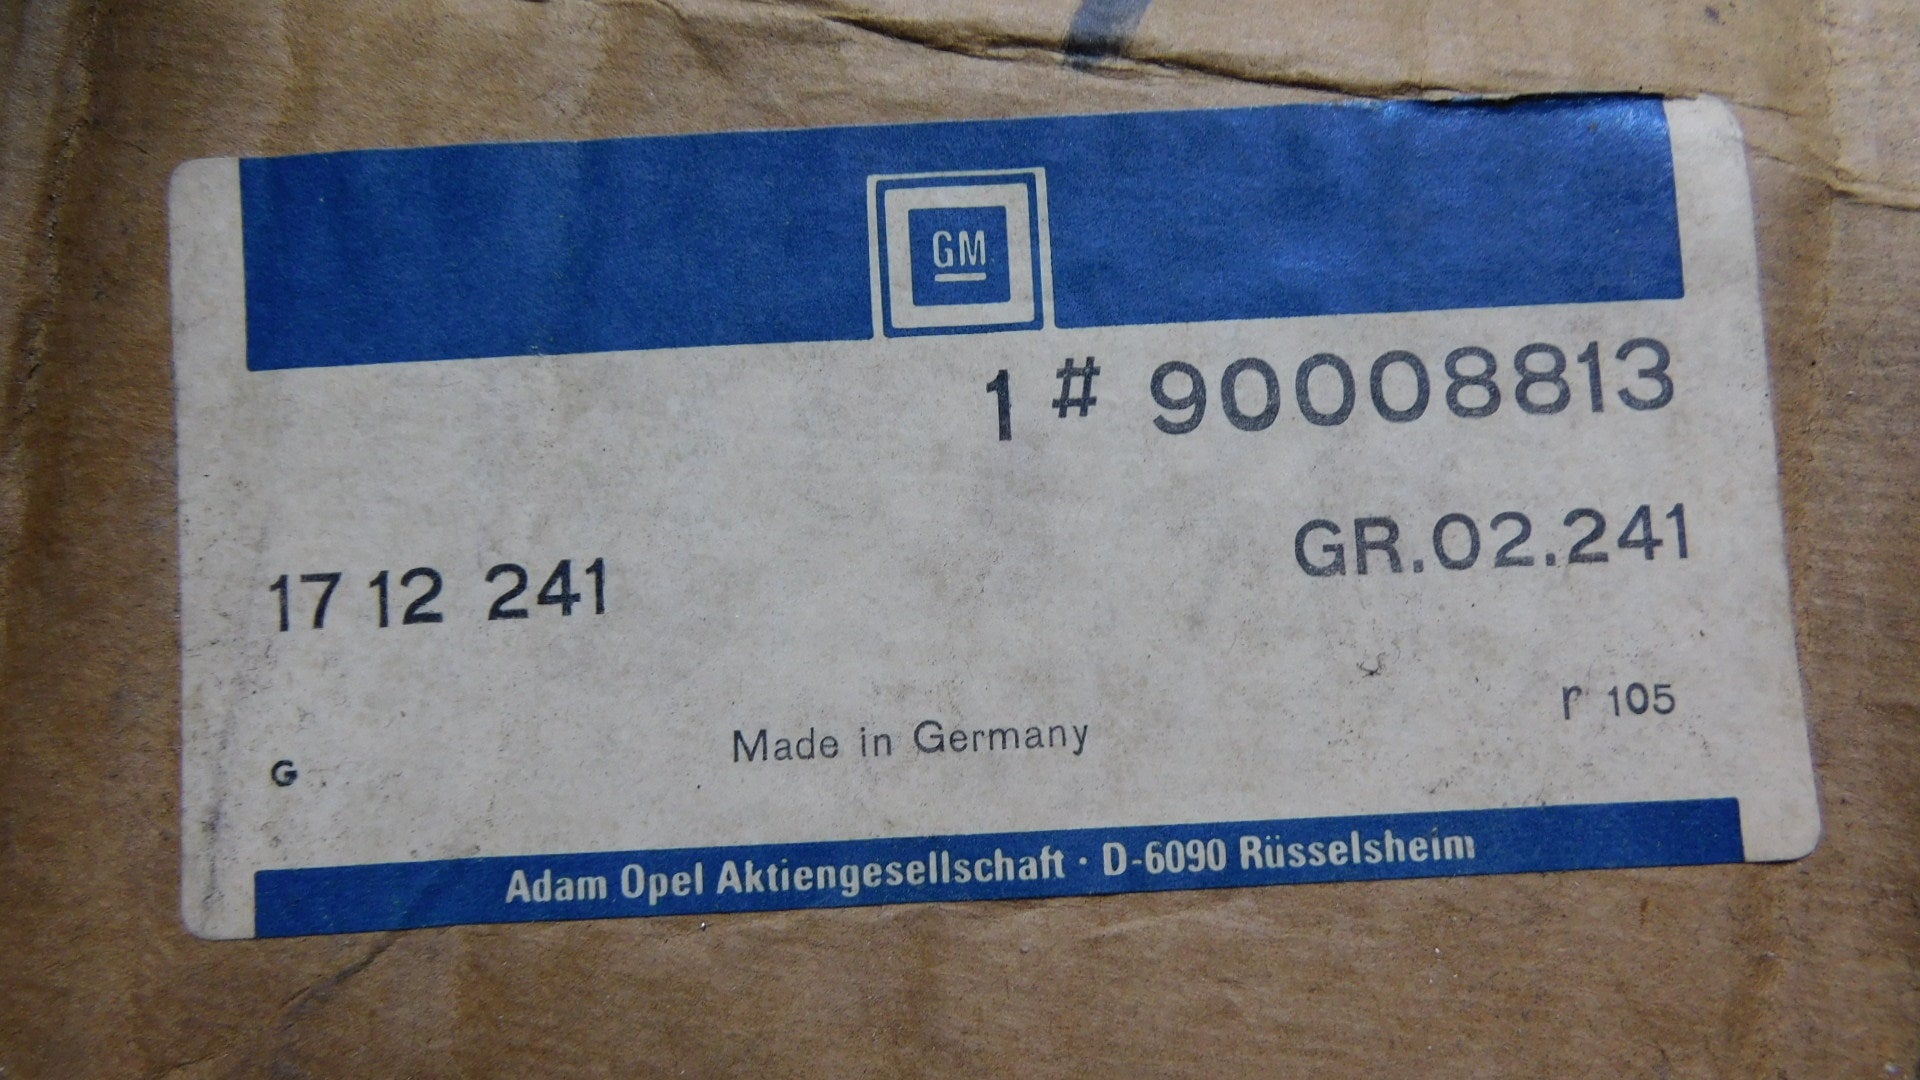 GM
1 # 90008813
GR.02.241
17 12 241
r 105
Made in Germany
G
Adam Opel Aktiengesellschaft · D-6090 Rüsselsheim